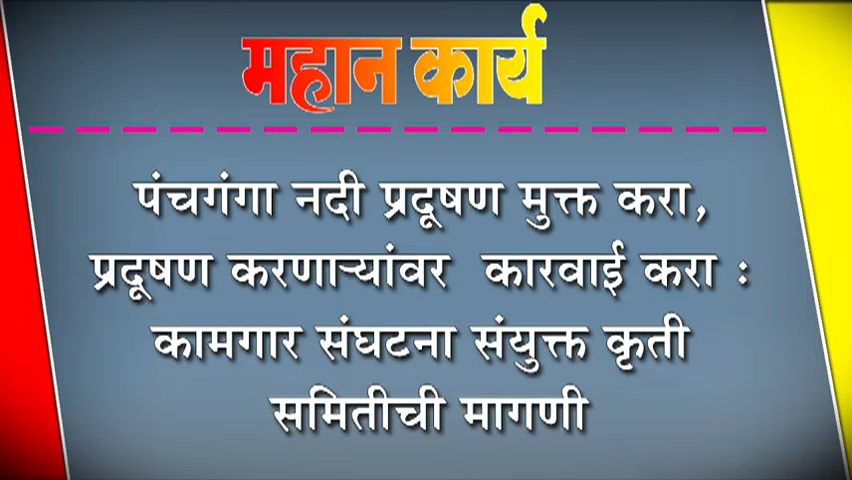 महान कार्य
पंचगंगा नदी प्रदूषण मुक्त करा,
प्रदूषण करणाऱ्यांवर कारवाई करा :
कामगार संघटना संयुक्त कृती
समितीची मागणी